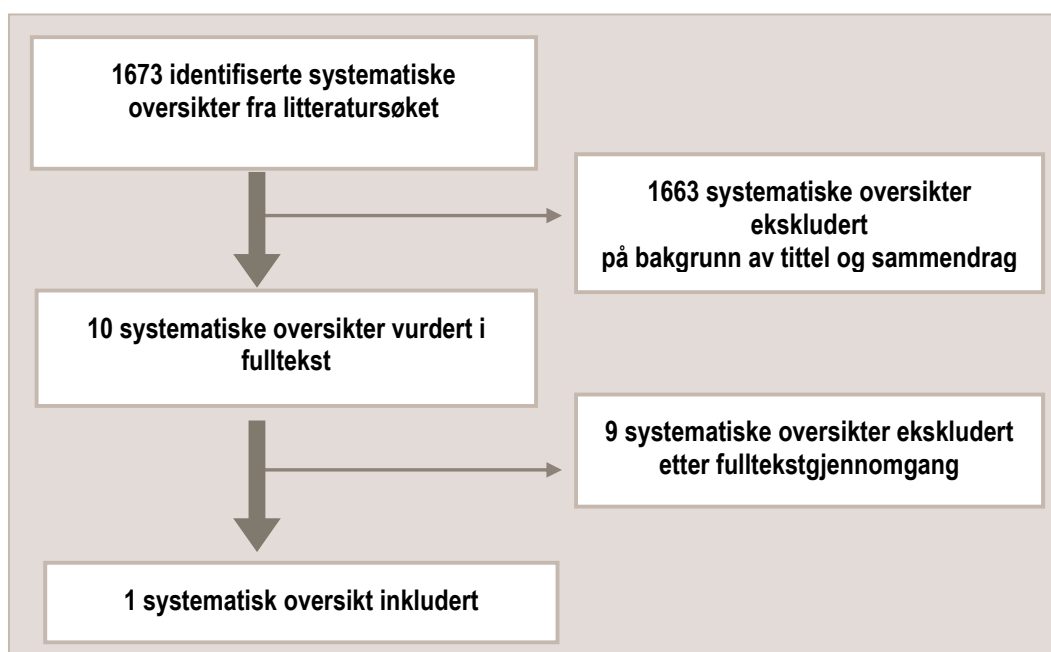 1673 identifiserte systematiske
oversikter fra litteratursøket
1663 systematiske oversikter
ekskludert
på bakgrunn av tittel og sammendrag
10 systematiske oversikter vurdert i
fulltekst
9 systematiske oversikter ekskludert
etter fulltekstgjennomgang
1 systematisk oversikt inkludert